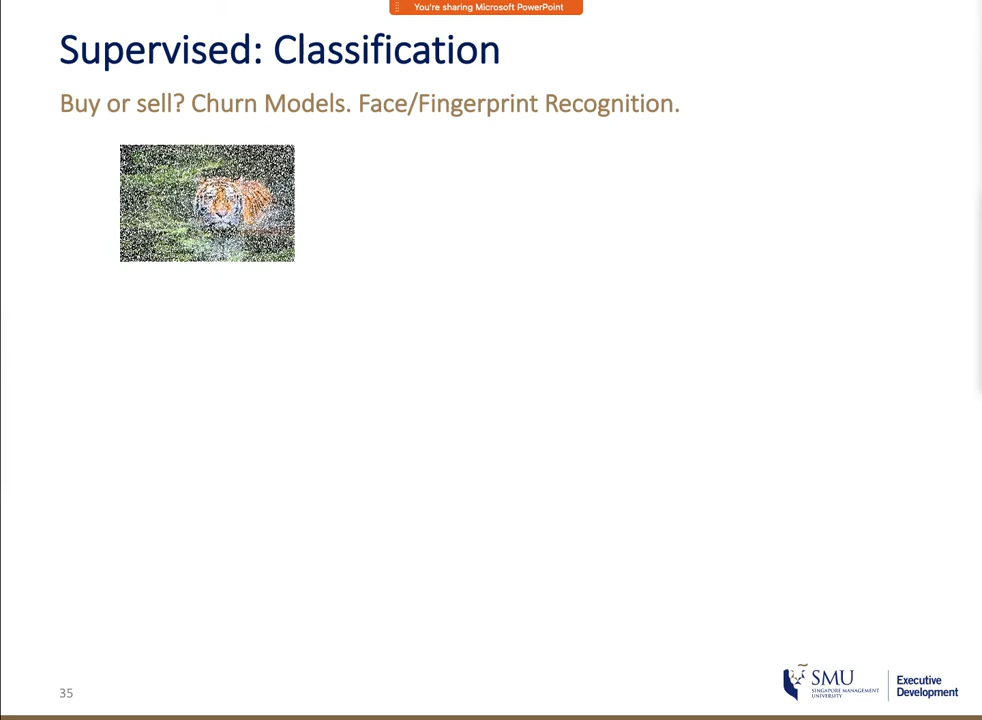 You're sharing Microsoft PowerPoint
Supervised: Classification
Buy or sell? Churn Models. Face/Fingerprint Recognition.
35
SMU
SINGAPORE MANAGEMENT
UNIVERSITY
Executive
Development